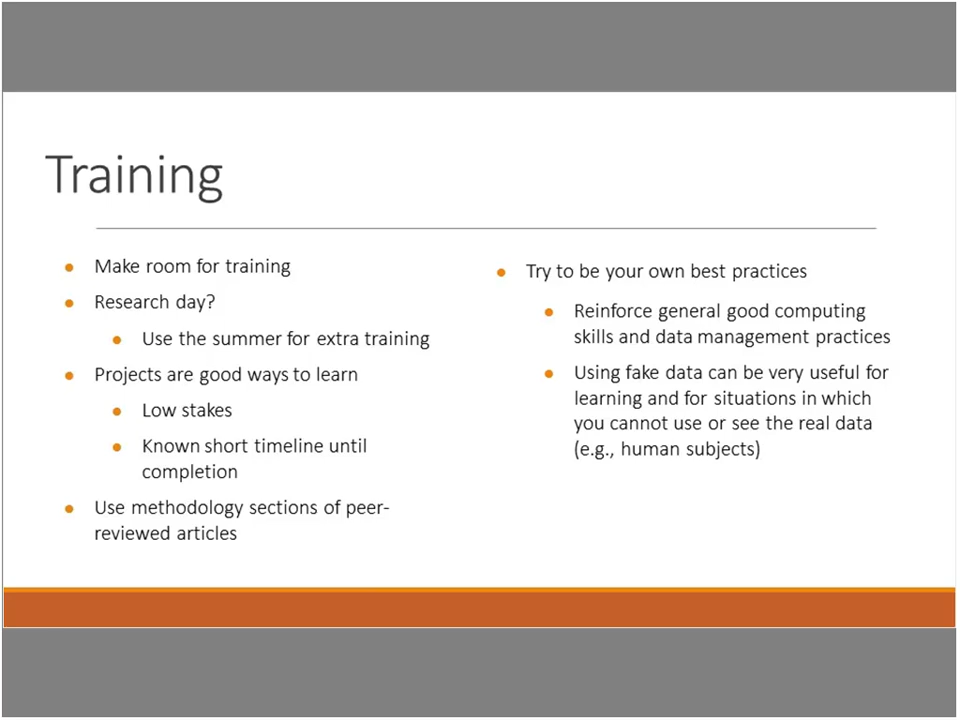 Training
Make room for training
Research day?
Use the summer for extra training
Projects are good ways to learn
Low stakes
Known short timeline until
completion
Use methodology sections of peer-
reviewed articles
Try to be your own best practices
Reinforce general good computing
skills and data management practices
Using fake data can be very useful for
learning and for situations in which
you cannot use or see the real data
(e.g., human subjects)